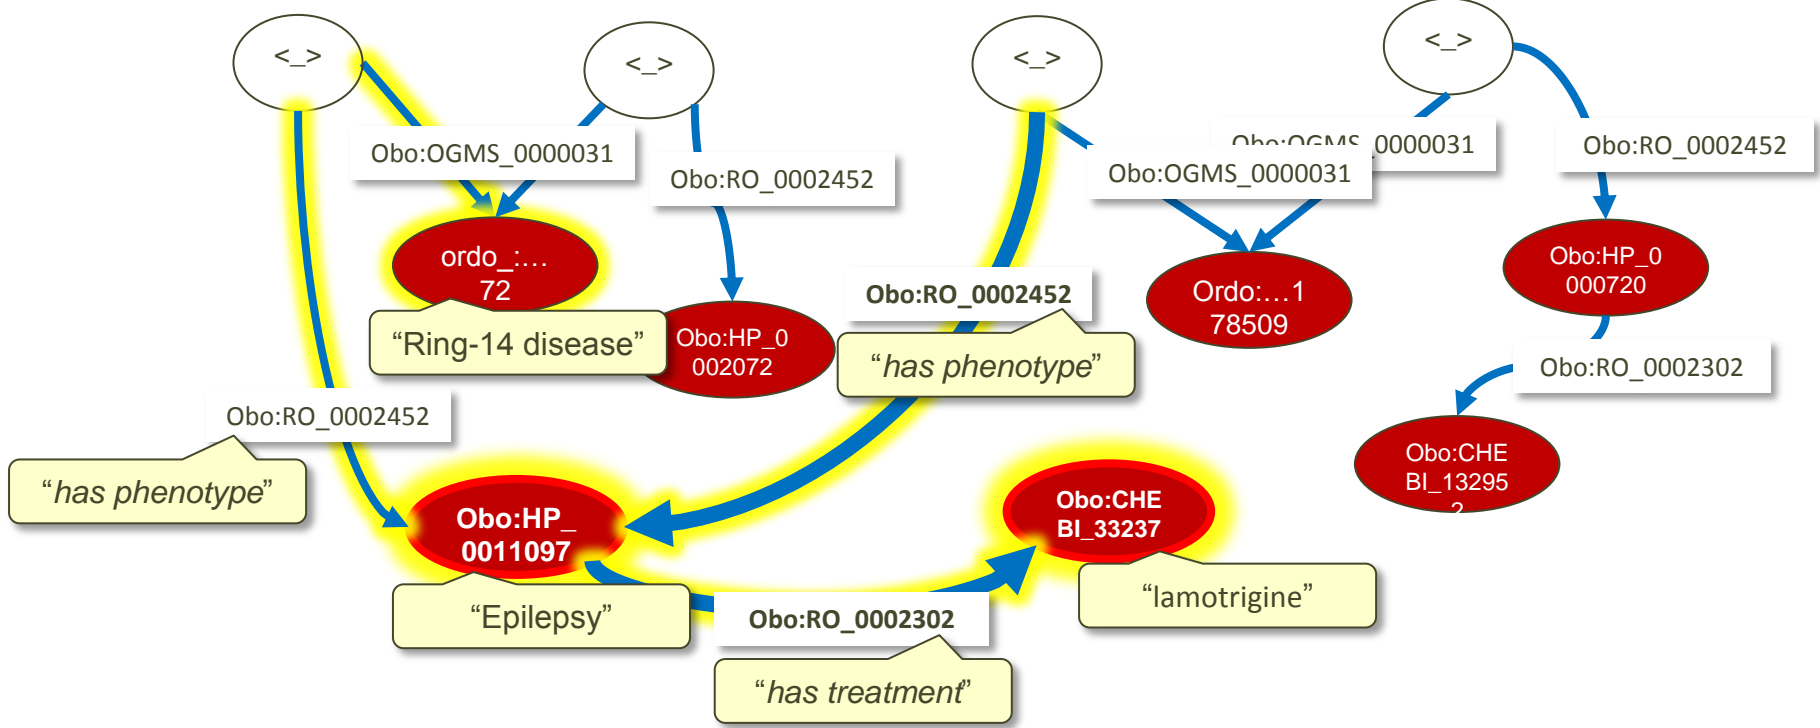 <_>
<_>
<_>
<_>
Obo:OGMS_0000031
Obo:RO_0002452
Obo:OGMS_0000031
Obo:OGMS_0000031
Obo:RO_0002452
ordo_:...
72
Obo:HP_0
002072
"Ring-14 disease"
Obo:RO_0002452
"has phenotype"
Ordo:...1
78509
Obo:HP_0
000720
Obo:RO_0002302
Obo:CHE
BI_13295
2
Obo:RO_0002452
"has phenotype"
Obo:HP_
0011097
"Epilepsy"
Obo:CHE
BI_33237
"lamotrigine"
Obo:RO_0002302
"has treatment"